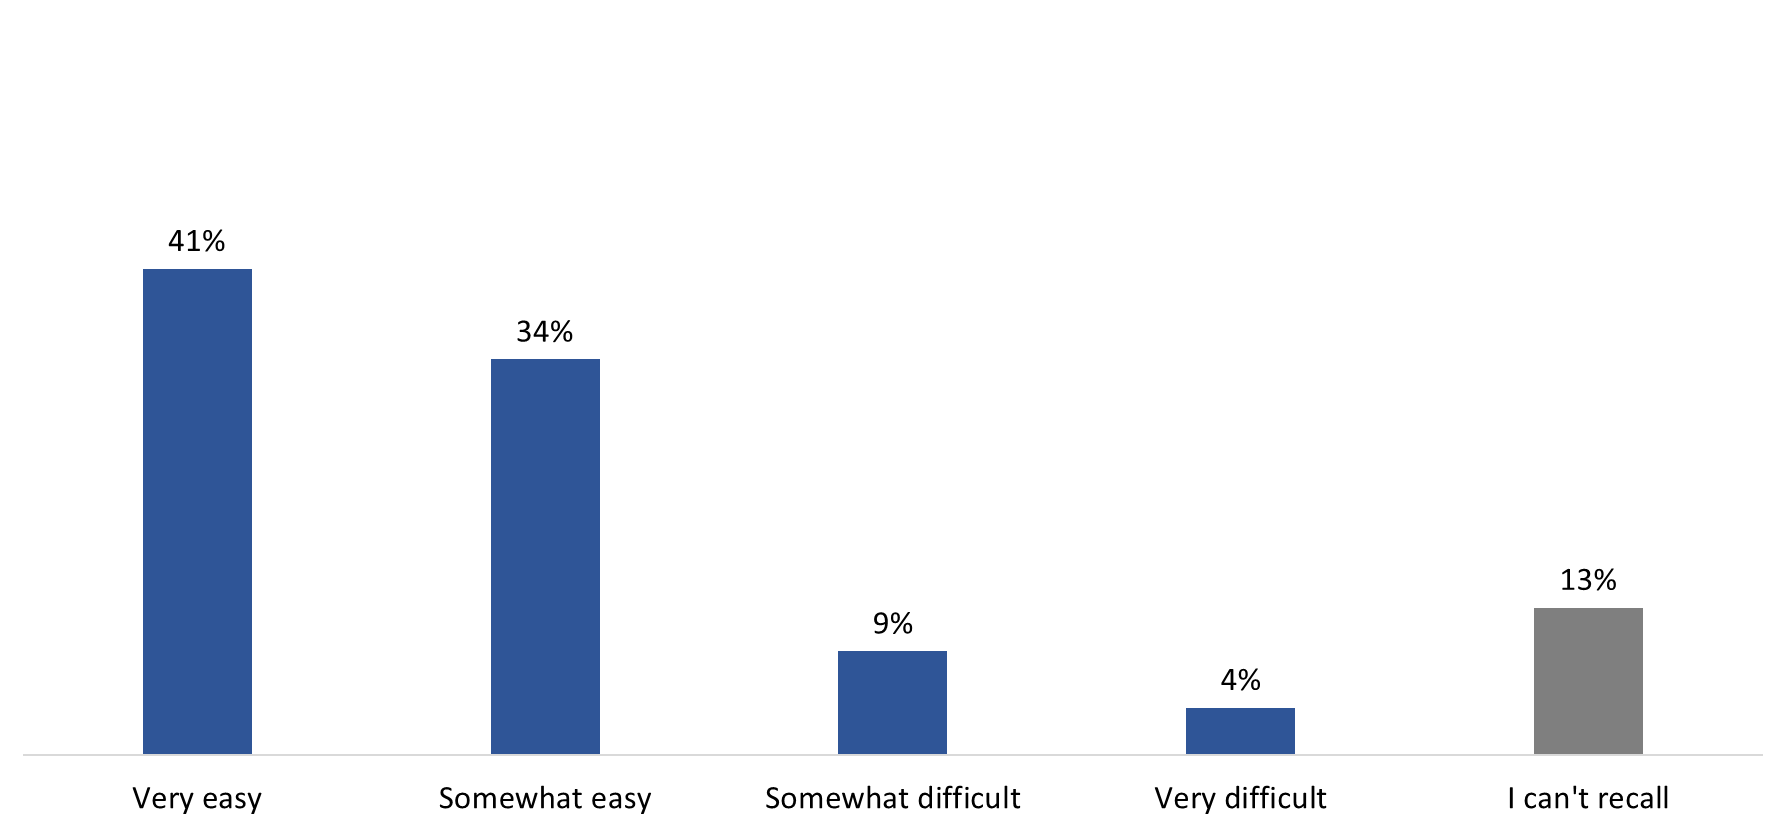 41%
34%
9%
4%
13%
Very easy
Somewhat easy
Somewhat difficult
Very difficult
I can't recall